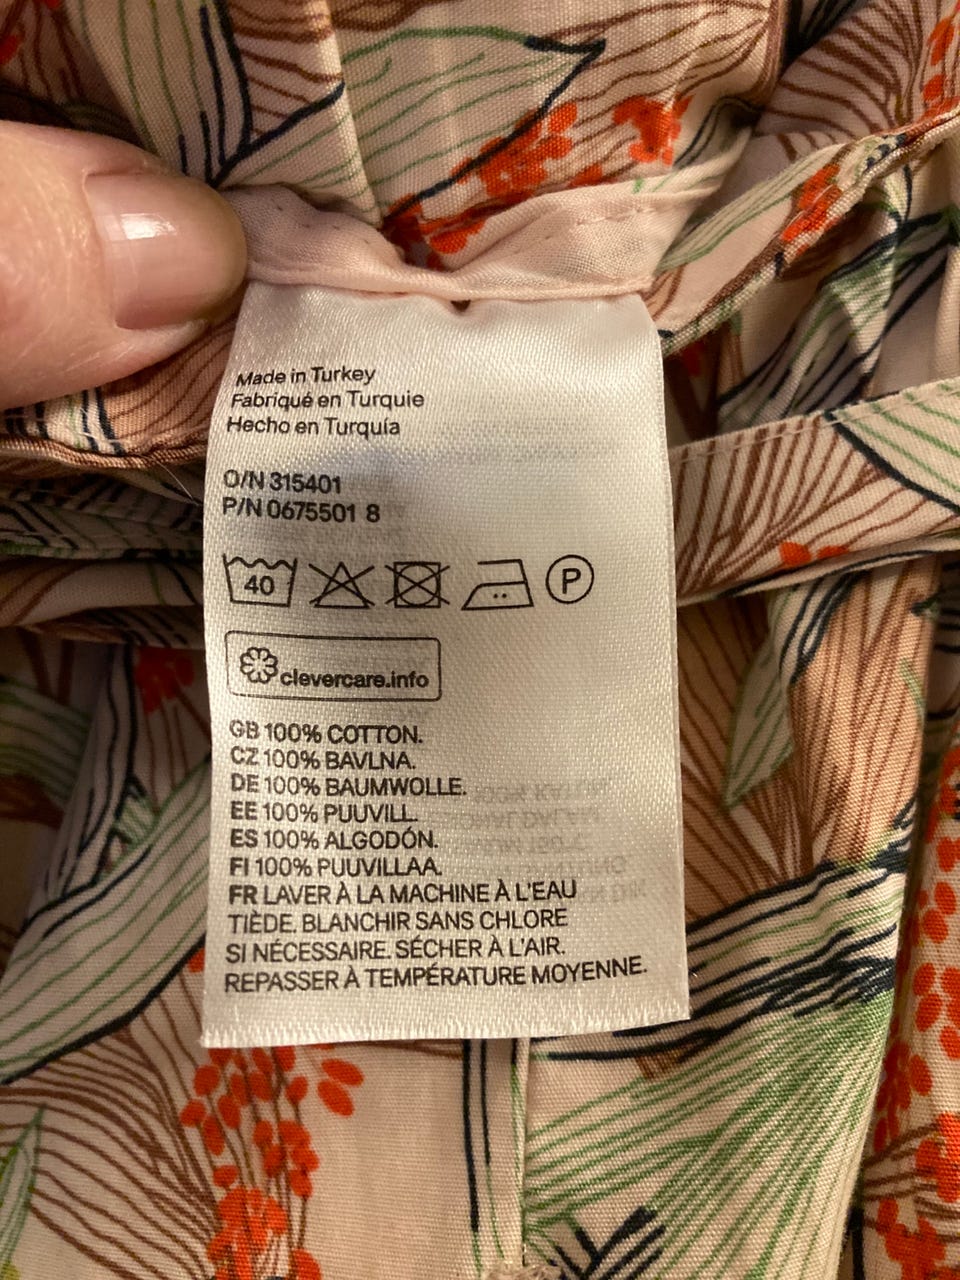 Made in Turkey
Fabriqué en Turquie
Hecho en Turquía
O/N 315401
P/N 0675501 8
40 P
clevercare.info
GB 100% COTTON.
CZ 100% BAVLNA.
DE 100% BAUMWOLLE.
EE 100% PUUVILL.
ES 100% ALGODÓN.
FI 100% PUUVILLAA.
FR LAVER À LA MACHINE À L'EAU
TIÈDE. BLANCHIR SANS CHLORE
SI NÉCESSAIRE. SÉCHER À L'AIR.
REPASSER À TEMPÉRATURE MOYENNE.